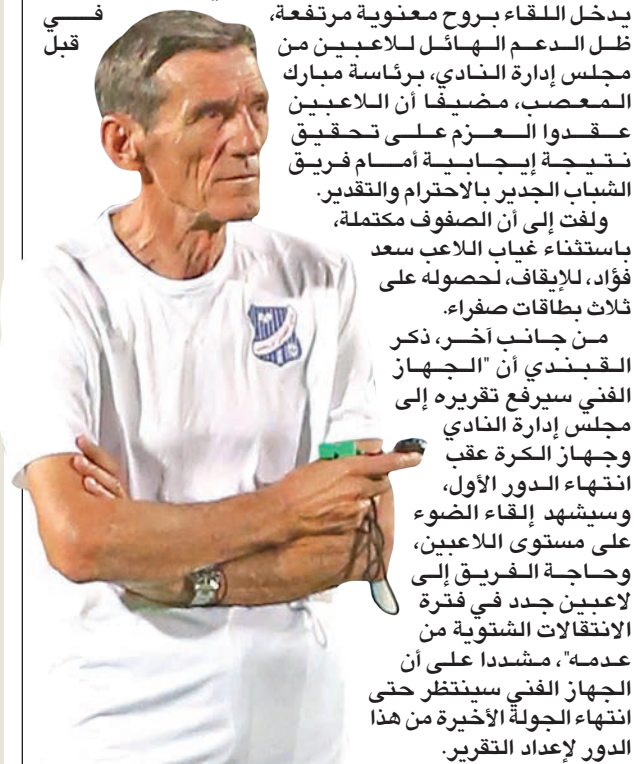 يدخل اللقاء بروح معنوية مرتفعة، في
ظل الدعم الهائل للاعبين من قبل
مجلس إدارة النادي، برئاسة مبارك
المعصب، مضيفا أن اللاعبين
عقدوا العزم على تحقيق
نتيجة إيجابية أمام فريق
الشباب الجدير بالاحترام والتقدير.
ولفت إلى أن الصفوف مكتملة،
باستثناء غياب اللاعب سعد
فؤاد، للإيقاف، لحصوله على
ثلاث بطاقات صفراء.
من جانب آخر، ذكر
القبندي أن "الجهاز
الفني سيرفع تقريره إلى
مجلس إدارة النادي
وجهاز الكرة عقب
انتهاء الدور الأول،
وسيشهد إلقاء الضوء
على مستوى اللاعبين،
وحاجة الفريق إلى
لاعبين جدد في فترة
الانتقالات الشتوية من
عدمه"، مشددا على أن
الجهاز الفني سينتظر حتى
انتهاء الجولة الأخيرة من هذا
الدور لإعداد التقرير.